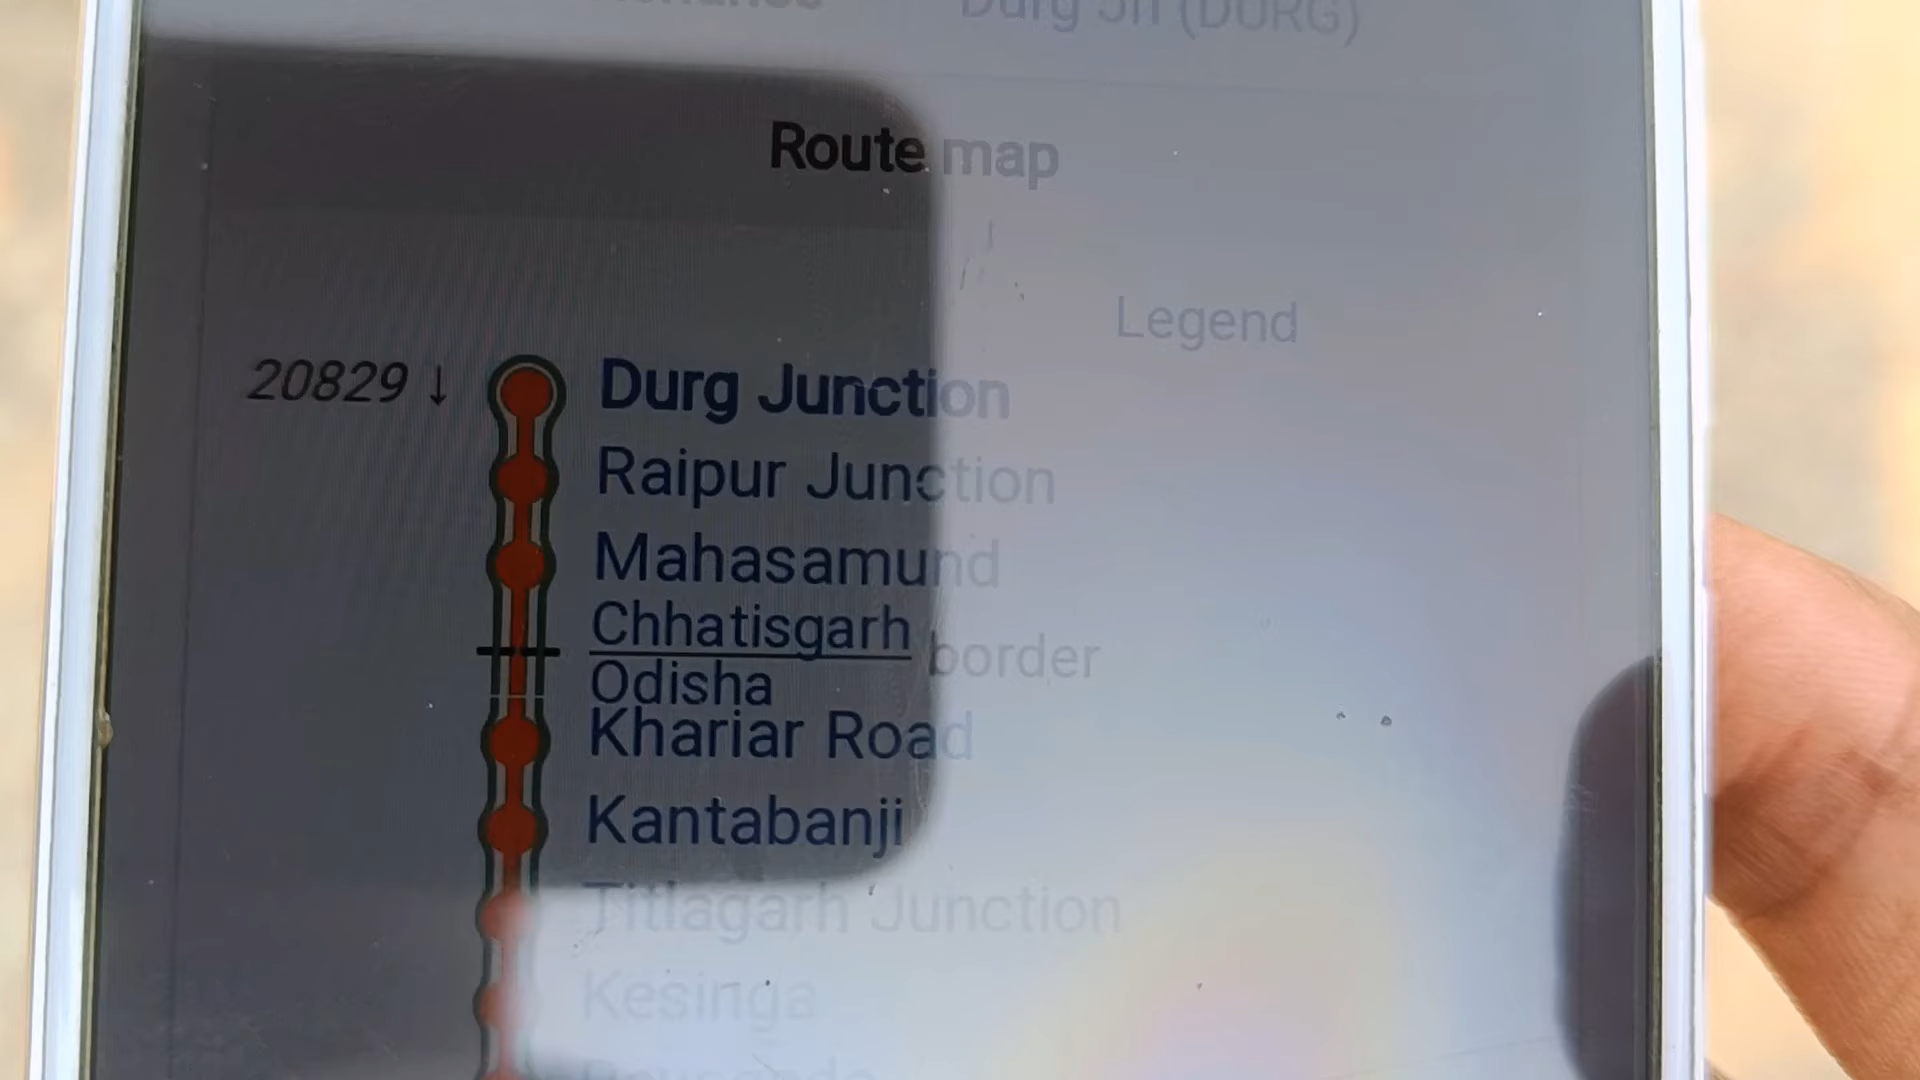 Durg Jn (DURG)
Route map
Legend
20829 ↓
Durg Junction
Raipur Junction
Mahasamund
Chhatisgarh
border
Odisha
Khariar Road
Kantabanji
Titlagarh Junction
Kesinga